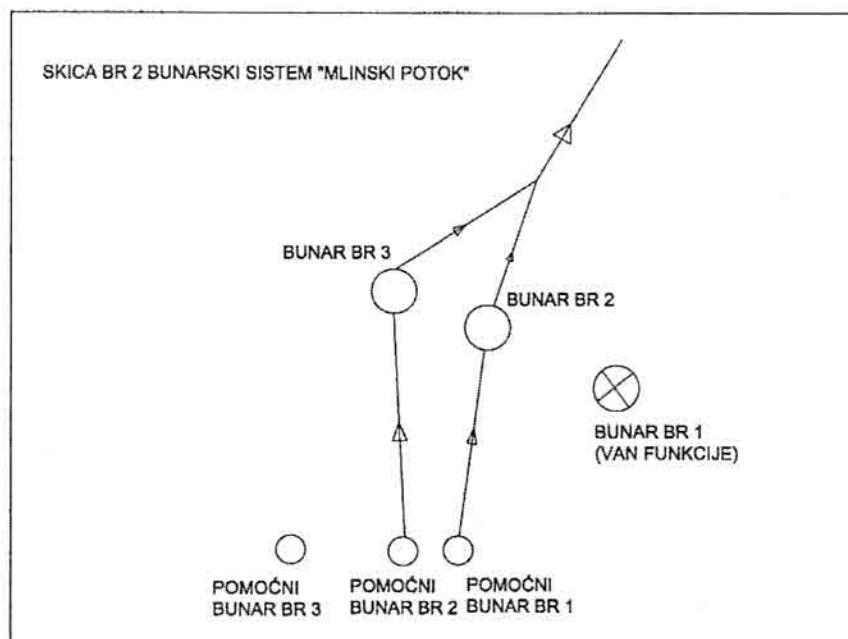 SKICA BR 2 BUNARSKI SISTEM "MLINSKI POTOK"
BUNAR BR 3
BUNAR BR 2
BUNAR BR 1
(VAN FUNKCIJE)
POMOĆNI
BUNAR BR 3
POMOĆNI
BUNAR BR 2
POMOĆNI
BUNAR BR 1